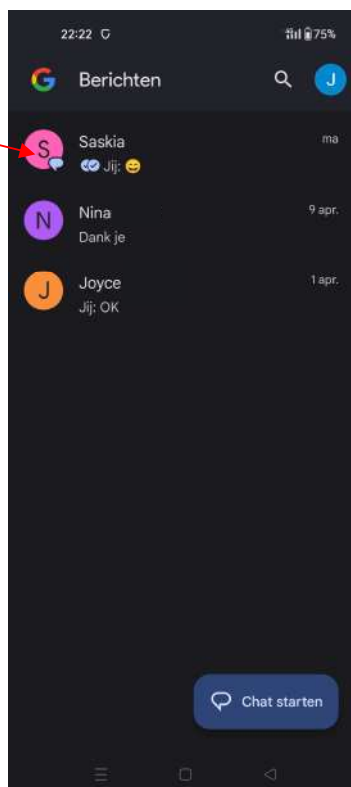 22:22 75%
Berichten J
S Saskia ma
Jij: 😄
N Nina 9 apr.
Dank je
J Joyce 1 apr.
Jij: OK
Chat starten